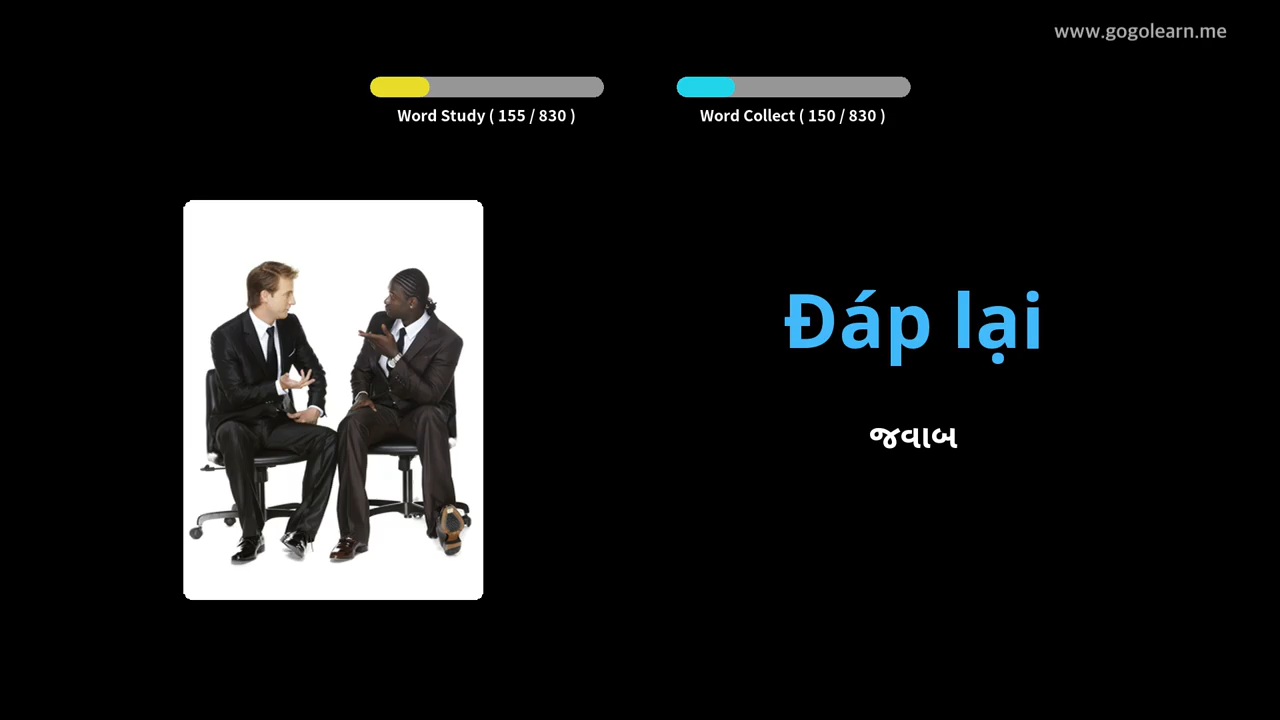 www.gogolearn.me
Word Study ( 155 / 830 )
Word Collect ( 150 / 830 )
Đáp lại
જવાબ